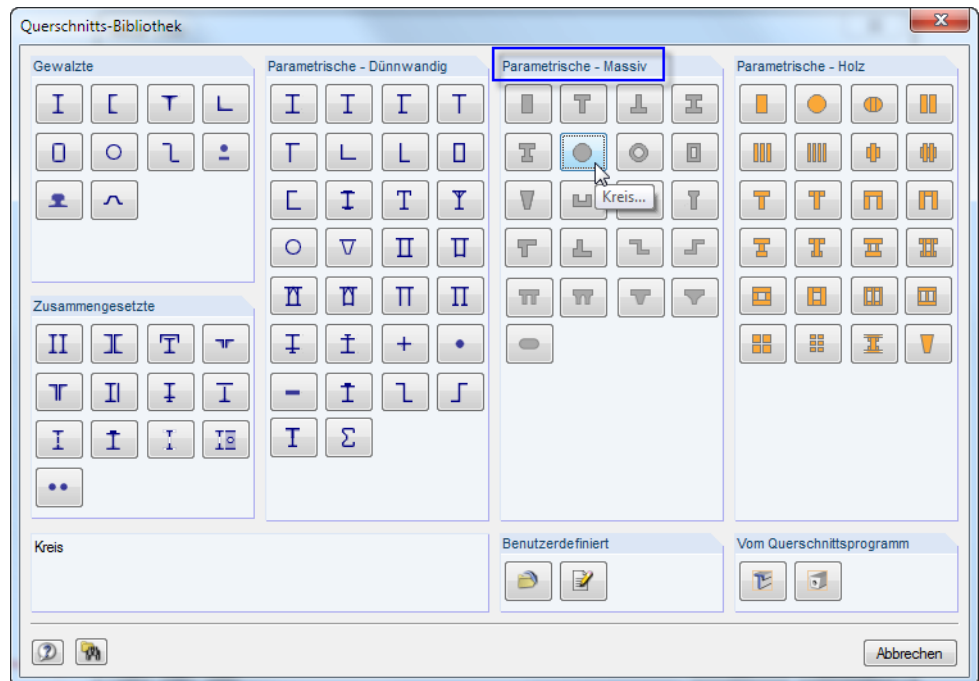 Querschnitts-Bibliothek
Gewalzte
Parametrische - Dünnwandig
Parametrische - Massiv
Parametrische - Holz
Kreis...
Zusammengesetzte
Kreis
Benutzerdefiniert
Vom Querschnittsprogramm
Abbrechen